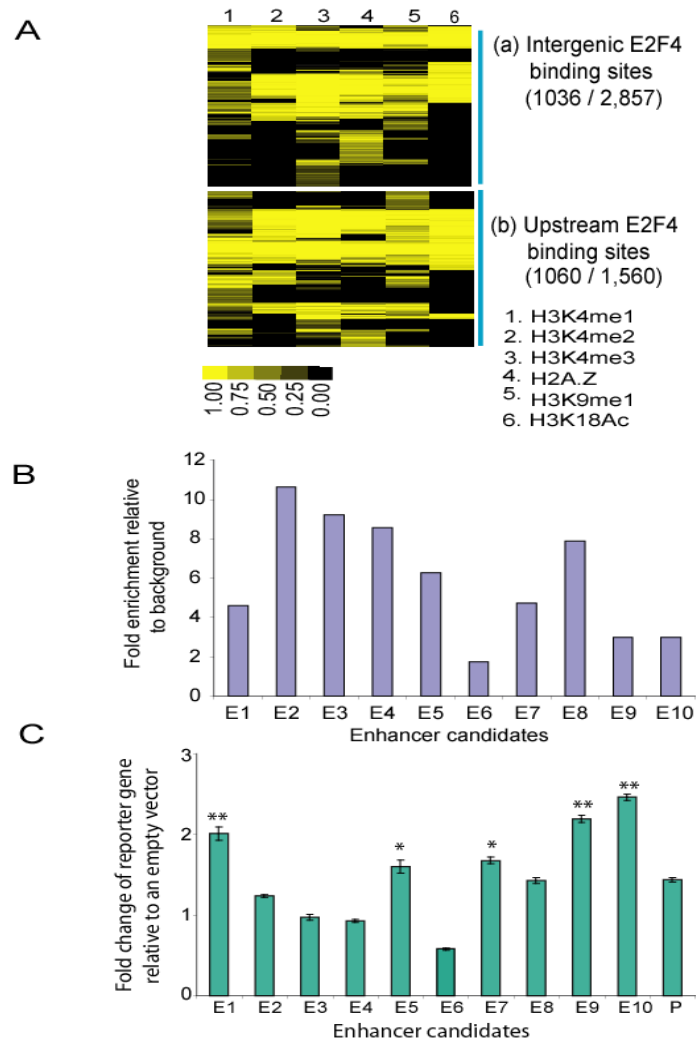 A
1 2 3 4 5 6
(a) Intergenic E2F4
binding sites
(1036 / 2,857)
(b) Upstream E2F4
binding sites
(1060 / 1,560)
1. H3K4me1
2. H3K4me2
3. H3K4me3
4. H2A.Z
5. H3K9me1
6. H3K18Ac
1.00 0.75 0.50 0.25 0.00
B
Fold enrichment relative
to background
12
10
8
6
4
2
0
E1 E2 E3 E4 E5 E6 E7 E8 E9 E10
Enhancer candidates
C
Fold change of reporter gene
relative to an empty vector
3
2
1
0
** * * ** **
E1 E2 E3 E4 E5 E6 E7 E8 E9 E10 P
Enhancer candidates